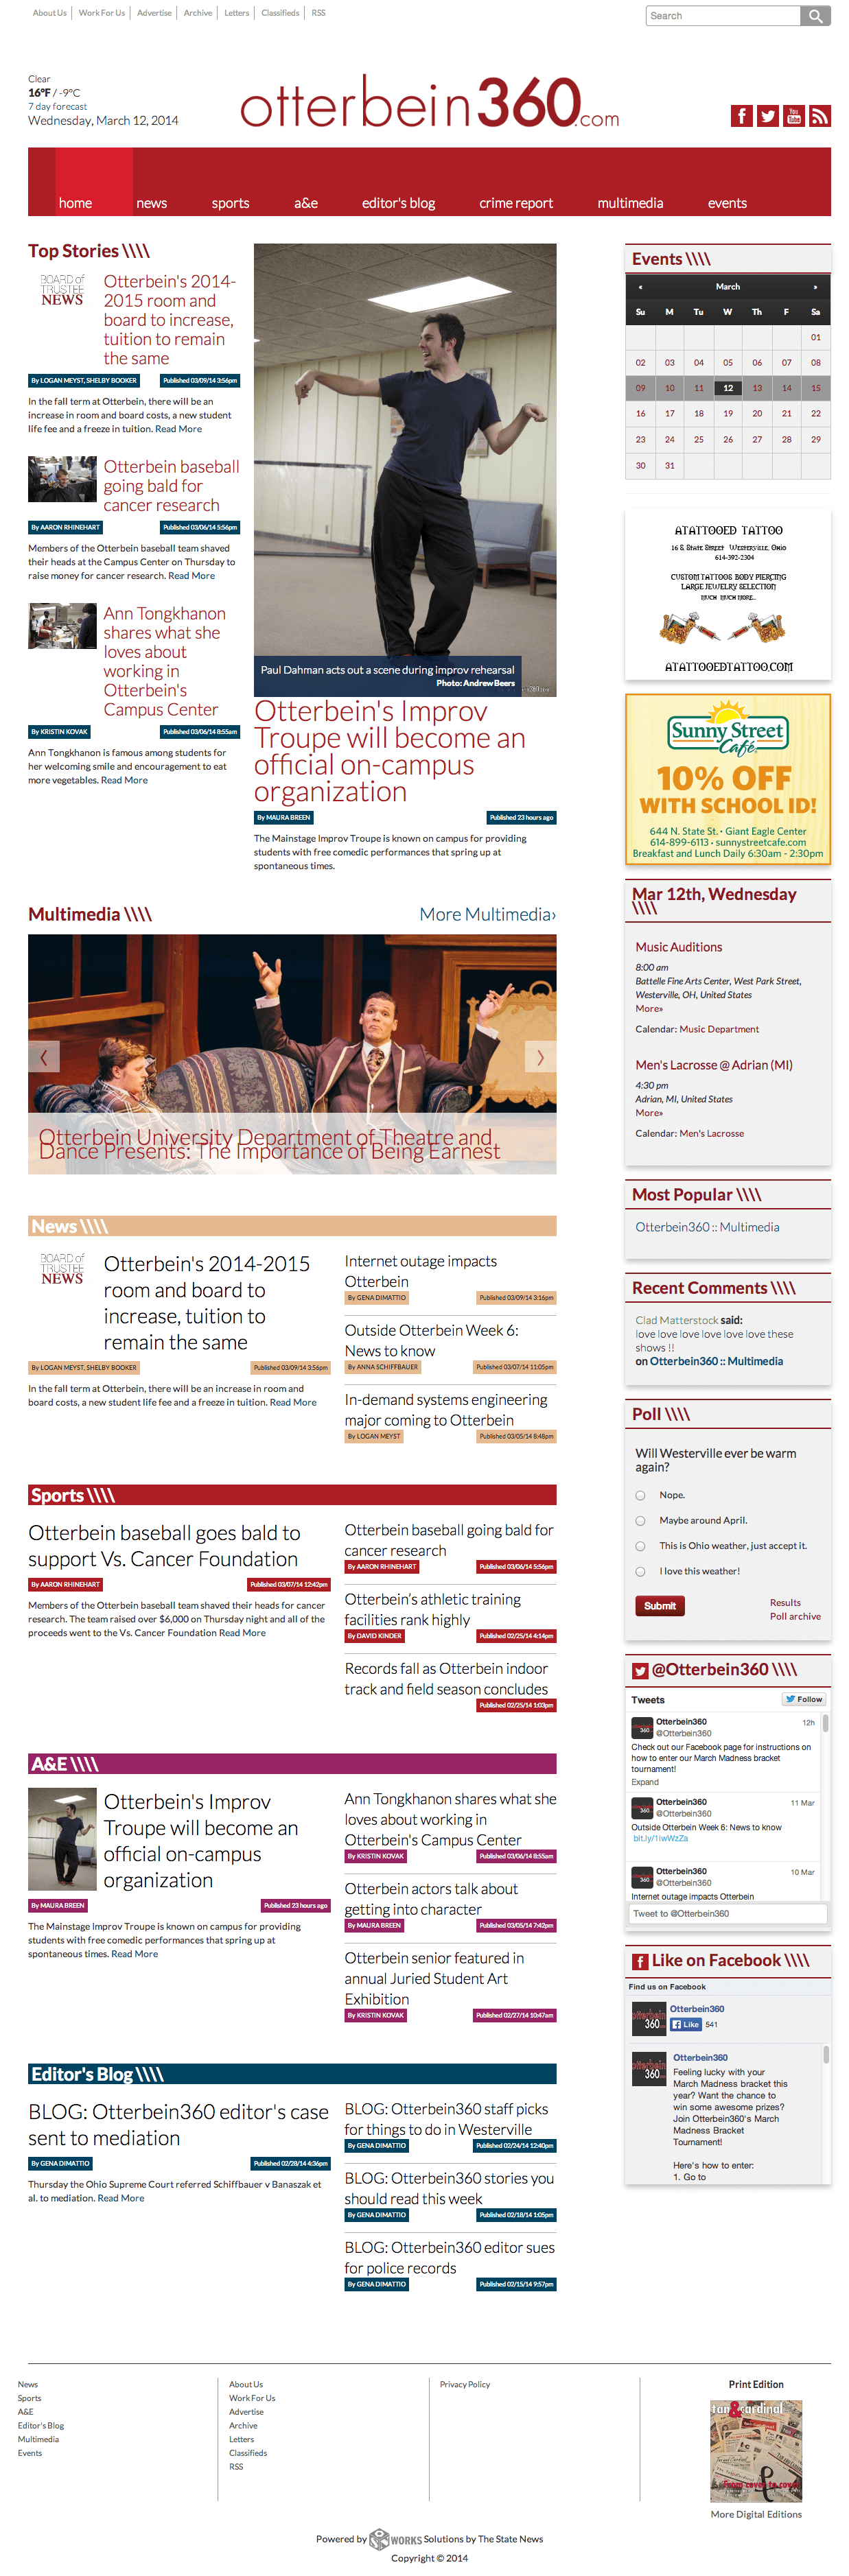 About Us
Work For Us
Advertise
Archive
Letters
Classifieds
RSS
Search
Clear
16°F / -9°C
7 day forecast
Wednesday, March 12, 2014
otterbein360.com
home
news
sports
a&e
editor's blog
crime report
multimedia
events
Top Stories \\\\
BOARD of
TRUSTEE
NEWS
Otterbein's 2014-
2015 room and
board to increase,
tuition to remain
the same
By LOGAN MEYST, SHELBY BOOKER
Published 03/09/14 3:56pm
In the fall term at Otterbein, there will be an
increase in room and board costs, a new student
life fee and a freeze in tuition. Read More
Otterbein baseball
going bald for
cancer research
By AARON RHINEHART
Published 03/06/14 5:56pm
Members of the Otterbein baseball team shaved
their heads at the Campus Center on Thursday to
raise money for cancer research. Read More
Ann Tongkhanon
shares what she
loves about
working in
Otterbein's
Campus Center
By KRISTIN KOVAK
Published 03/06/14 8:55am
Ann Tongkhanon is famous among students for
her welcoming smile and encouragement to eat
more vegetables. Read More
Paul Dahman acts out a scene during improv rehearsal
Photo: Andrew Beers
Otterbein's Improv
Troupe will become an
official on-campus
organization
By MAURA BREEN
Published 23 hours ago
The Mainstage Improv Troupe is known on campus for providing
students with free comedic performances that spring up at
spontaneous times.
Multimedia \\\\
More Multimedia›
Otterbein University Department of Theatre and
Dance Presents: The Importance of Being Earnest
News \\\\
BOARD of
TRUSTEE
NEWS
Otterbein's 2014-2015
room and board to
increase, tuition to
remain the same
By LOGAN MEYST, SHELBY BOOKER
Published 03/09/14 3:56pm
In the fall term at Otterbein, there will be an increase in room and
board costs, a new student life fee and a freeze in tuition. Read More
Internet outage impacts
Otterbein
By GENA DIMATTIO
Published 03/09/14 3:16pm
Outside Otterbein Week 6:
News to know
By ANNA SCHIFFBAUER
Published 03/07/14 11:05pm
In-demand systems engineering
major coming to Otterbein
By LOGAN MEYST
Published 03/05/14 8:48pm
Sports \\\\
Otterbein baseball goes bald to
support Vs. Cancer Foundation
By AARON RHINEHART
Published 03/07/14 12:42pm
Members of the Otterbein baseball team shaved their heads for cancer
research. The team raised over $6,000 on Thursday night and all of the
proceeds went to the Vs. Cancer Foundation Read More
Otterbein baseball going bald for
cancer research
By AARON RHINEHART
Published 03/06/14 5:56pm
Otterbein's athletic training
facilities rank highly
By DAVID KINDER
Published 02/25/14 4:14pm
Records fall as Otterbein indoor
track and field season concludes
Published 02/25/14 1:03pm
A&E \\\\
Otterbein's Improv
Troupe will become an
official on-campus
organization
By MAURA BREEN
Published 23 hours ago
The Mainstage Improv Troupe is known on campus for providing
students with free comedic performances that spring up at
spontaneous times. Read More
Ann Tongkhanon shares what she
loves about working in
Otterbein's Campus Center
By KRISTIN KOVAK
Published 03/06/14 8:55am
Otterbein actors talk about
getting into character
By MAURA BREEN
Published 03/05/14 7:42pm
Otterbein senior featured in
annual Juried Student Art
Exhibition
By KRISTIN KOVAK
Published 02/27/14 10:47am
Editor's Blog \\\\
BLOG: Otterbein360 editor's case
sent to mediation
By GENA DIMATTIO
Published 02/28/14 4:36pm
Thursday the Ohio Supreme Court referred Schiffbauer v Banaszak et
al. to mediation. Read More
BLOG: Otterbein360 staff picks
for things to do in Westerville
By GENA DIMATTIO
Published 02/24/14 12:40pm
BLOG: Otterbein360 stories you
should read this week
By GENA DIMATTIO
Published 02/18/14 1:05pm
BLOG: Otterbein360 editor sues
for police records
By GENA DIMATTIO
Published 02/15/14 9:57pm
Events \\\\
« March »
Su M Tu W Th F Sa
01
02 03 04 05 06 07 08
09 10 11 12 13 14 15
16 17 18 19 20 21 22
23 24 25 26 27 28 29
30 31
ATATTOOED TATTOO
16 S. STATE STREET WESTERVILLE, OHIO
614-392-2304
CUSTOM TATTOOS BODY PIERCING
LARGE JEWELRY SELECTION
MUCH MUCH MORE...
ATATTOOEDTATTOO.COM
Sunny Street
Café
10% OFF
WITH SCHOOL ID!
644 N. State St. • Giant Eagle Center
614-899-6113 • sunnystreetcafe.com
Breakfast and Lunch Daily 6:30am - 2:30pm
Mar 12th, Wednesday
\\\\
Music Auditions
8:00 am
Battelle Fine Arts Center, West Park Street,
Westerville, OH, United States
More»
Calendar: Music Department
Men's Lacrosse @ Adrian (MI)
4:30 pm
Adrian, MI, United States
More»
Calendar: Men's Lacrosse
Most Popular \\\\
Otterbein360 :: Multimedia
Recent Comments \\\\
Clad Matterstock said:
love love love love love love these
shows !!
on Otterbein360 :: Multimedia
Poll \\\\
Will Westerville ever be warm
again?
Nope.
Maybe around April.
This is Ohio weather, just accept it.
I love this weather!
Submit
Results
Poll archive
@Otterbein360 \\\\
Tweets
Follow
Otterbein360 12h
@Otterbein360
Check out our Facebook page for instructions on
how to enter our March Madness bracket
tournament!
Expand
Otterbein360 11 Mar
@Otterbein360
Outside Otterbein Week 6: News to know
bit.ly/1iwWzZa
Otterbein360 10 Mar
@Otterbein360
Internet outage impacts Otterbein
Tweet to @Otterbein360
Like on Facebook \\\\
Find us on Facebook
Otterbein360
Like 541
Otterbein360
Feeling lucky with your
March Madness bracket this
year? Want the chance to
win some awesome prizes?
Join Otterbein360's March
Madness Bracket
Tournament!
Here's how to enter:
1. Go to
News
Sports
A&E
Editor's Blog
Multimedia
Events
About Us
Work For Us
Advertise
Archive
Letters
Classifieds
RSS
Privacy Policy
Print Edition
tan&cardinal
From cover to cover
More Digital Editions
Powered by SNWORKS Solutions by The State News
Copyright © 2014